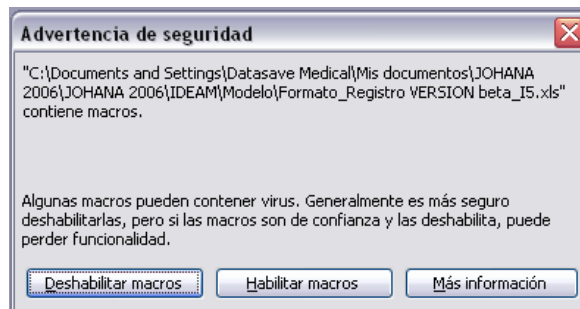 Advertencia de seguridad
"C:\Documents and Settings\Datasave Medical\Mis documentos\JOHANA
2006\JOHANA 2006\IDEAM\Modelo\Formato_Registro VERSION beta_I5.xls"
contiene macros.
Algunas macros pueden contener virus. Generalmente es más seguro
deshabilitarlas, pero si las macros son de confianza y las deshabilita, puede
perder funcionalidad.
Deshabilitar macros
Habilitar macros
Más información